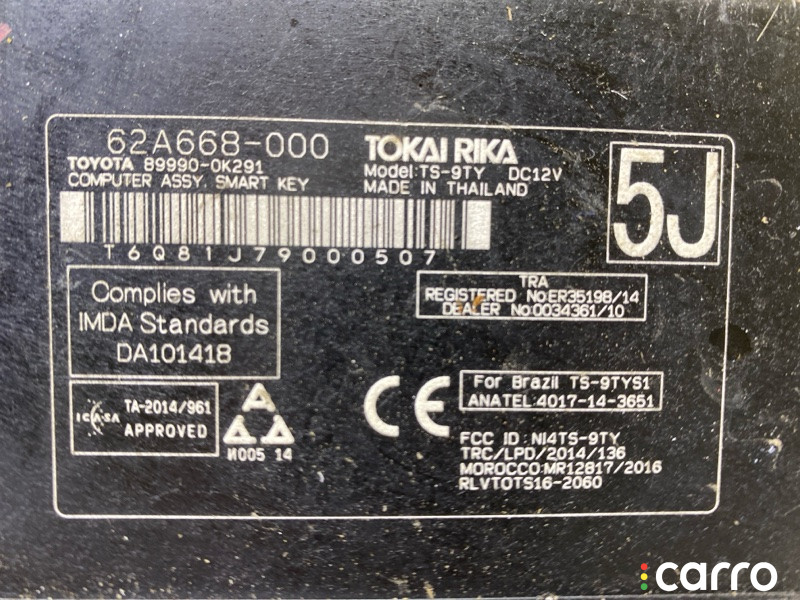 62A668-000
TOYOTA 89990-0K291
COMPUTER ASSY, SMART KEY
TOKAI RIKA
Model:TS-9TY DC12V
MADE IN THAILAND
5J
T6Q81J79000507
Complies with
IMDA Standards
DA101418
TRA
REGISTERED No:ER35198/14
DEALER No:0034361/10
ICASA
TA-2014/961
APPROVED
И005 14
CE
For Brazil TS-9TYS1
ANATEL:4017-14-3651
FCC ID : NI4TS-9TY
TRC/LPD/2014/136
MOROCCO:MR12817/2016
RLVTOTS16-2060
carro